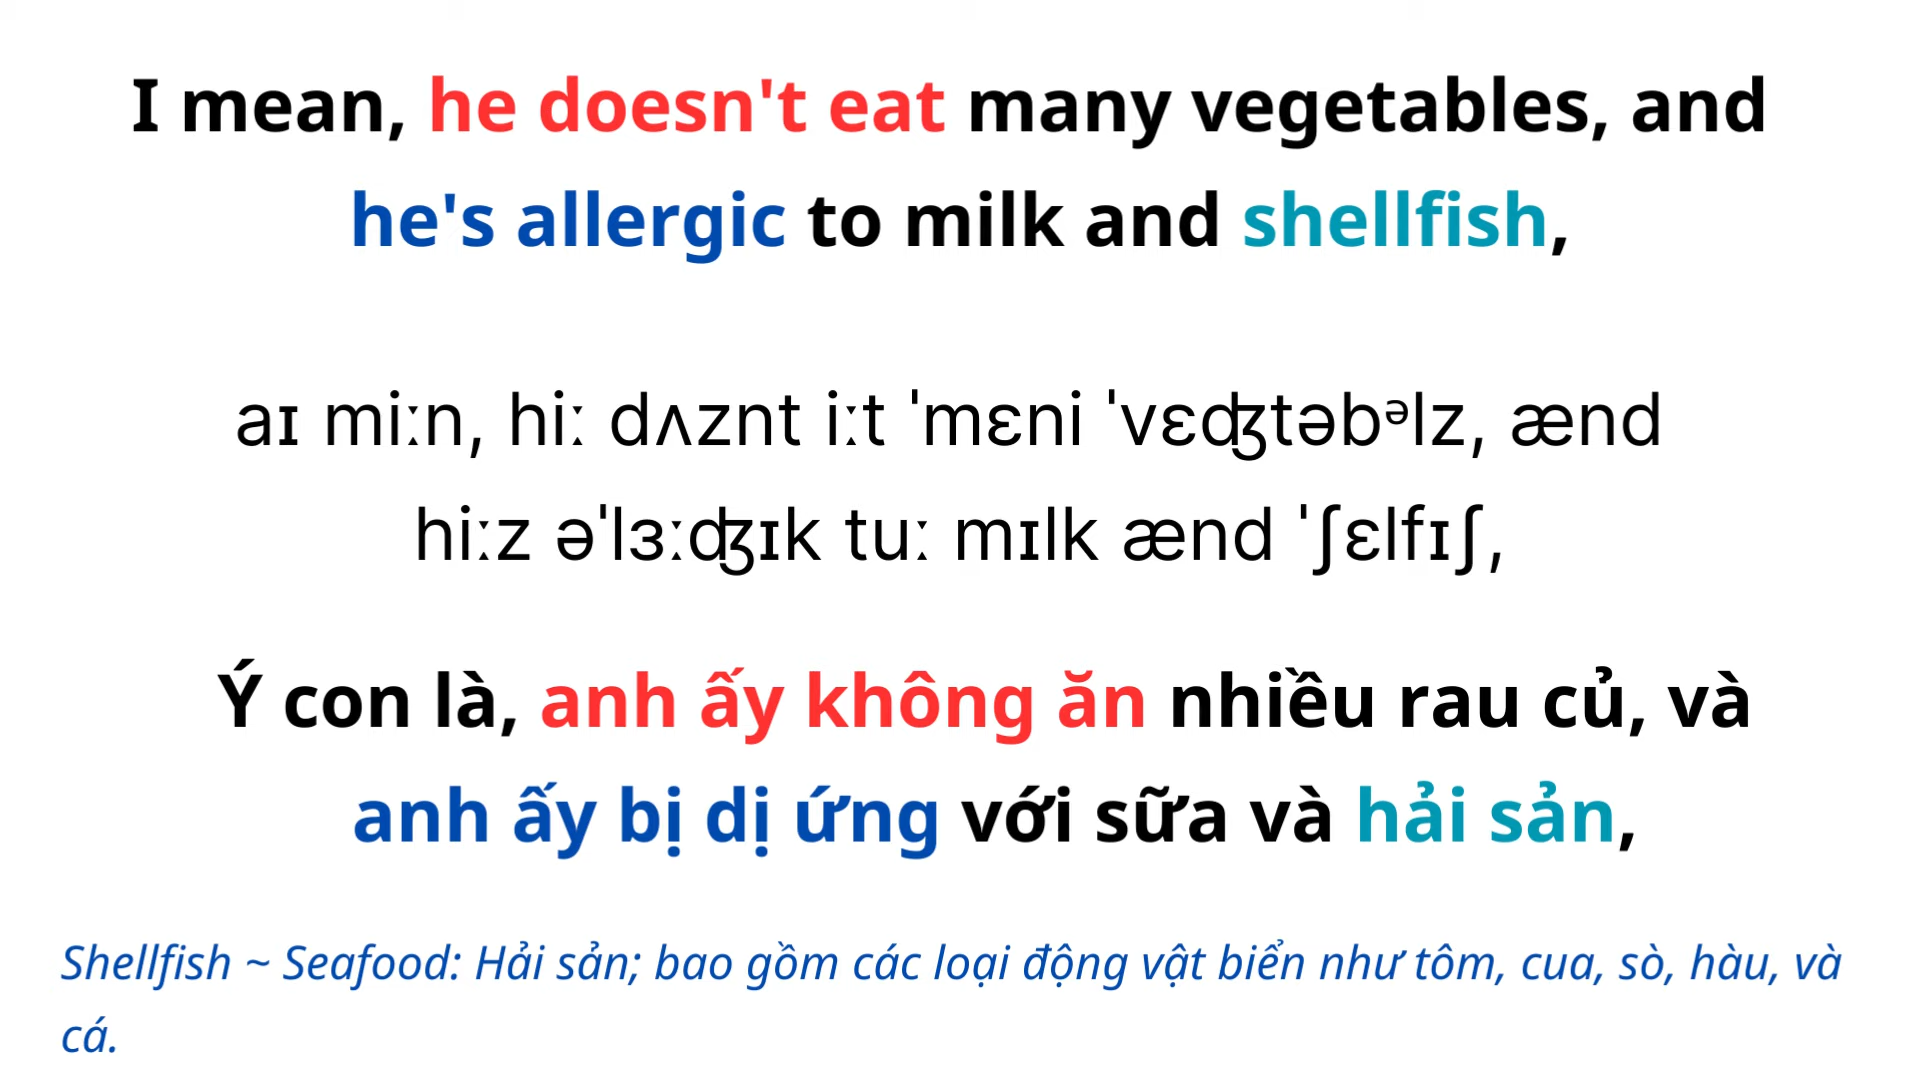 I mean, he doesn't eat many vegetables, and
he's allergic to milk and shellfish,
aɪ miːn, hiː dʌznt iːt ˈmɛni ˈvɛʤtəbᵊlz, ænd
hiːz əˈlɜːʤɪk tuː mɪlk ænd ˈʃɛlfɪʃ,
Ý con là, anh ấy không ăn nhiều rau củ, và
anh ấy bị dị ứng với sữa và hải sản,
Shellfish ~ Seafood: Hải sản; bao gồm các loại động vật biển như tôm, cua, sò, hàu, và
cá.